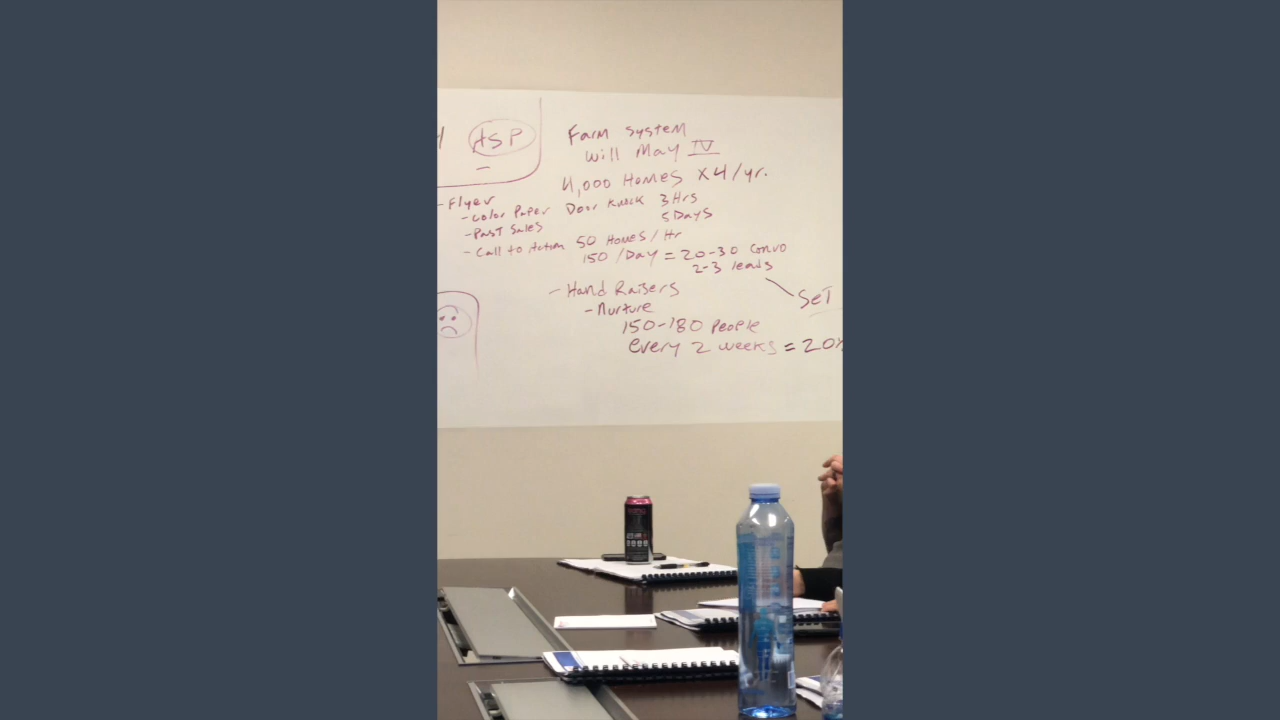 ASP
Farm System
Will May IV
4,000 Homes x4/yr.
- Flyer
- Color Paper
- Past Sales
- Call to Action
Door Knock 3 Hrs
5 Days
50 Homes/Hr
150/Day = 20-30 Convo
2-3 leads
SeT
- Hand Raisers
- Nurture
150-180 People
every 2 weeks = 20